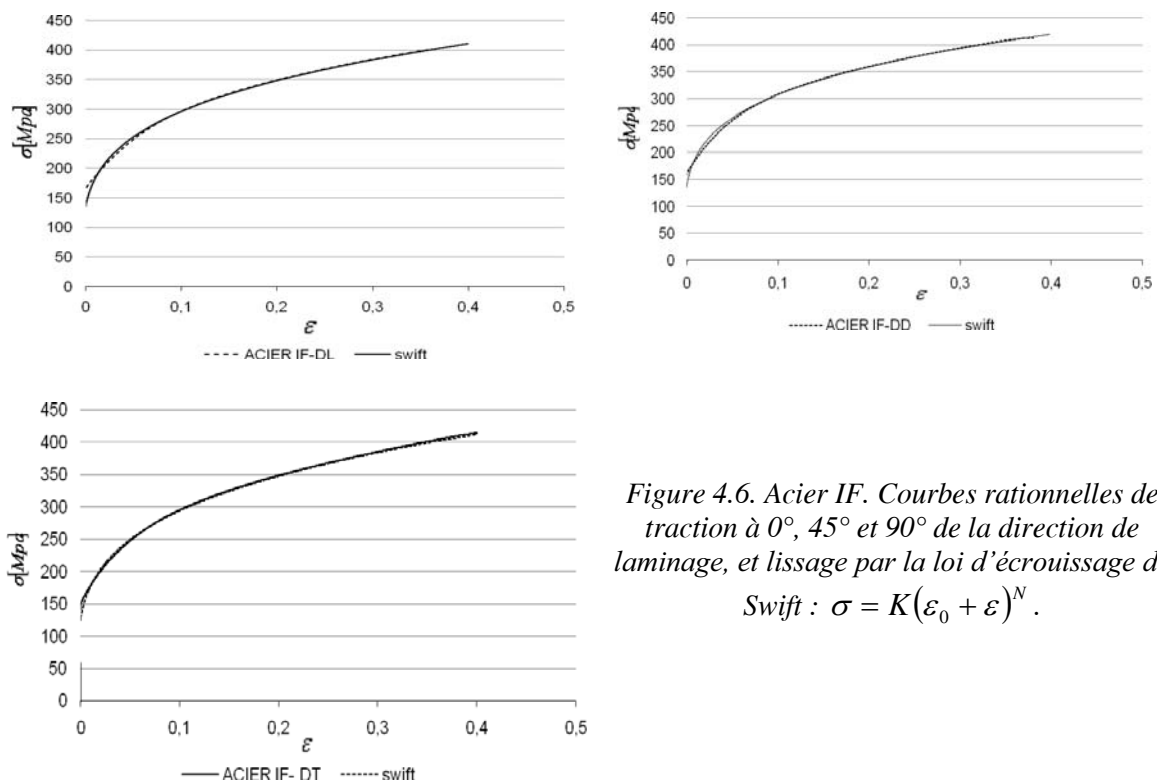 450
400
350
300
250
200
150
100
50
0
σ[Mpa]
0 0,1 0,2 0,3 0,4 0,5
ε
ACIER IF-DL swift
450
400
350
300
250
200
150
100
50
0
σ[Mpa]
0 0,1 0,2 0,3 0,4 0,5
ε
ACIER IF-DD swift
450
400
350
300
250
200
150
100
50
0
σ[Mpa]
0 0,1 0,2 0,3 0,4 0,5
ε
ACIER IF- DT swift
Figure 4.6. Acier IF. Courbes rationnelles de
traction à 0°, 45° et 90° de la direction de
laminage, et lissage par la loi d'écrouissage d
Swift : σ = K(ε₀ + ε)ᴺ .